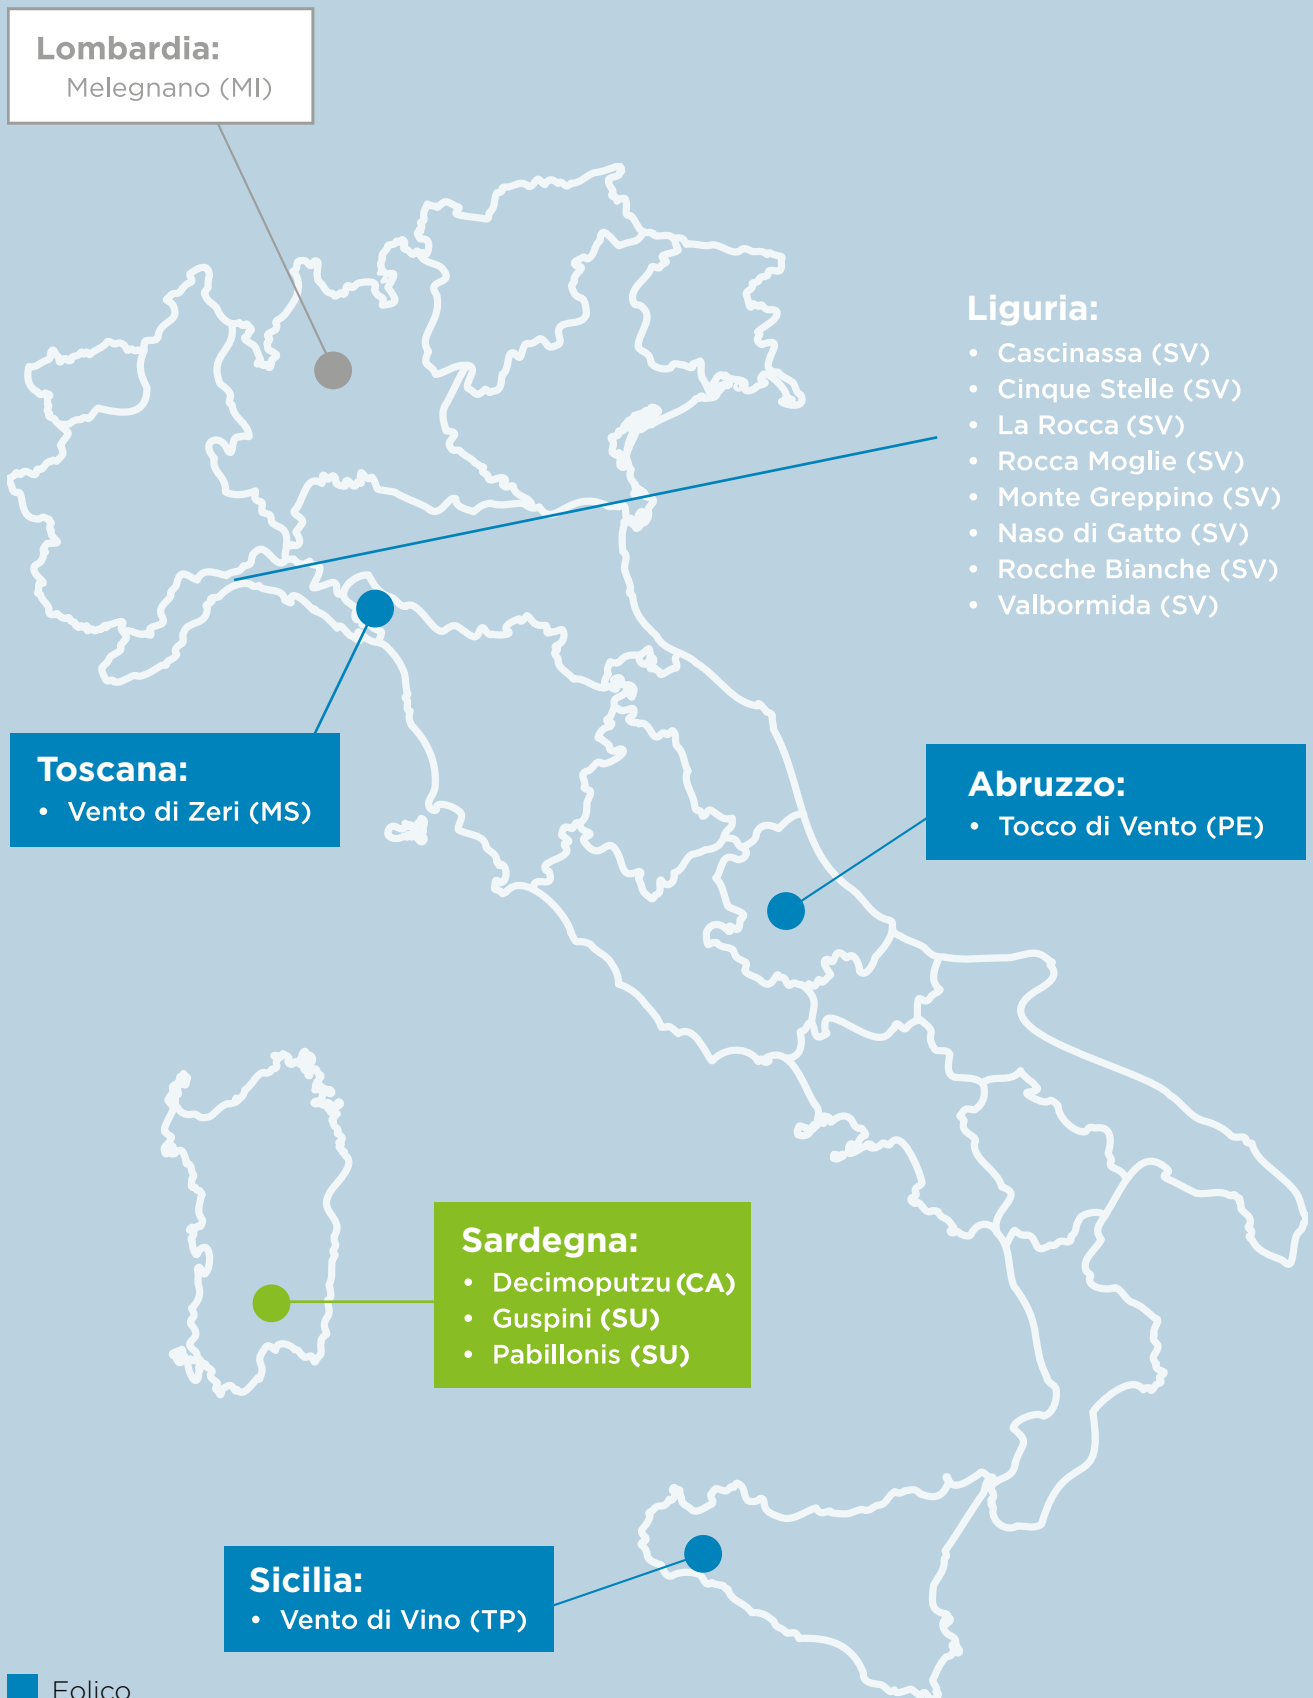 Lombardia:
Melegnano (MI)
Liguria:
• Cascinassa (SV)
• Cinque Stelle (SV)
• La Rocca (SV)
• Rocca Moglie (SV)
• Monte Greppino (SV)
• Naso di Gatto (SV)
• Rocche Bianche (SV)
• Valbormida (SV)
Toscana:
• Vento di Zeri (MS)
Abruzzo:
• Tocco di Vento (PE)
Sardegna:
• Decimoputzu (CA)
• Guspini (SU)
• Pabillonis (SU)
Sicilia:
• Vento di Vino (TP)
Eolico